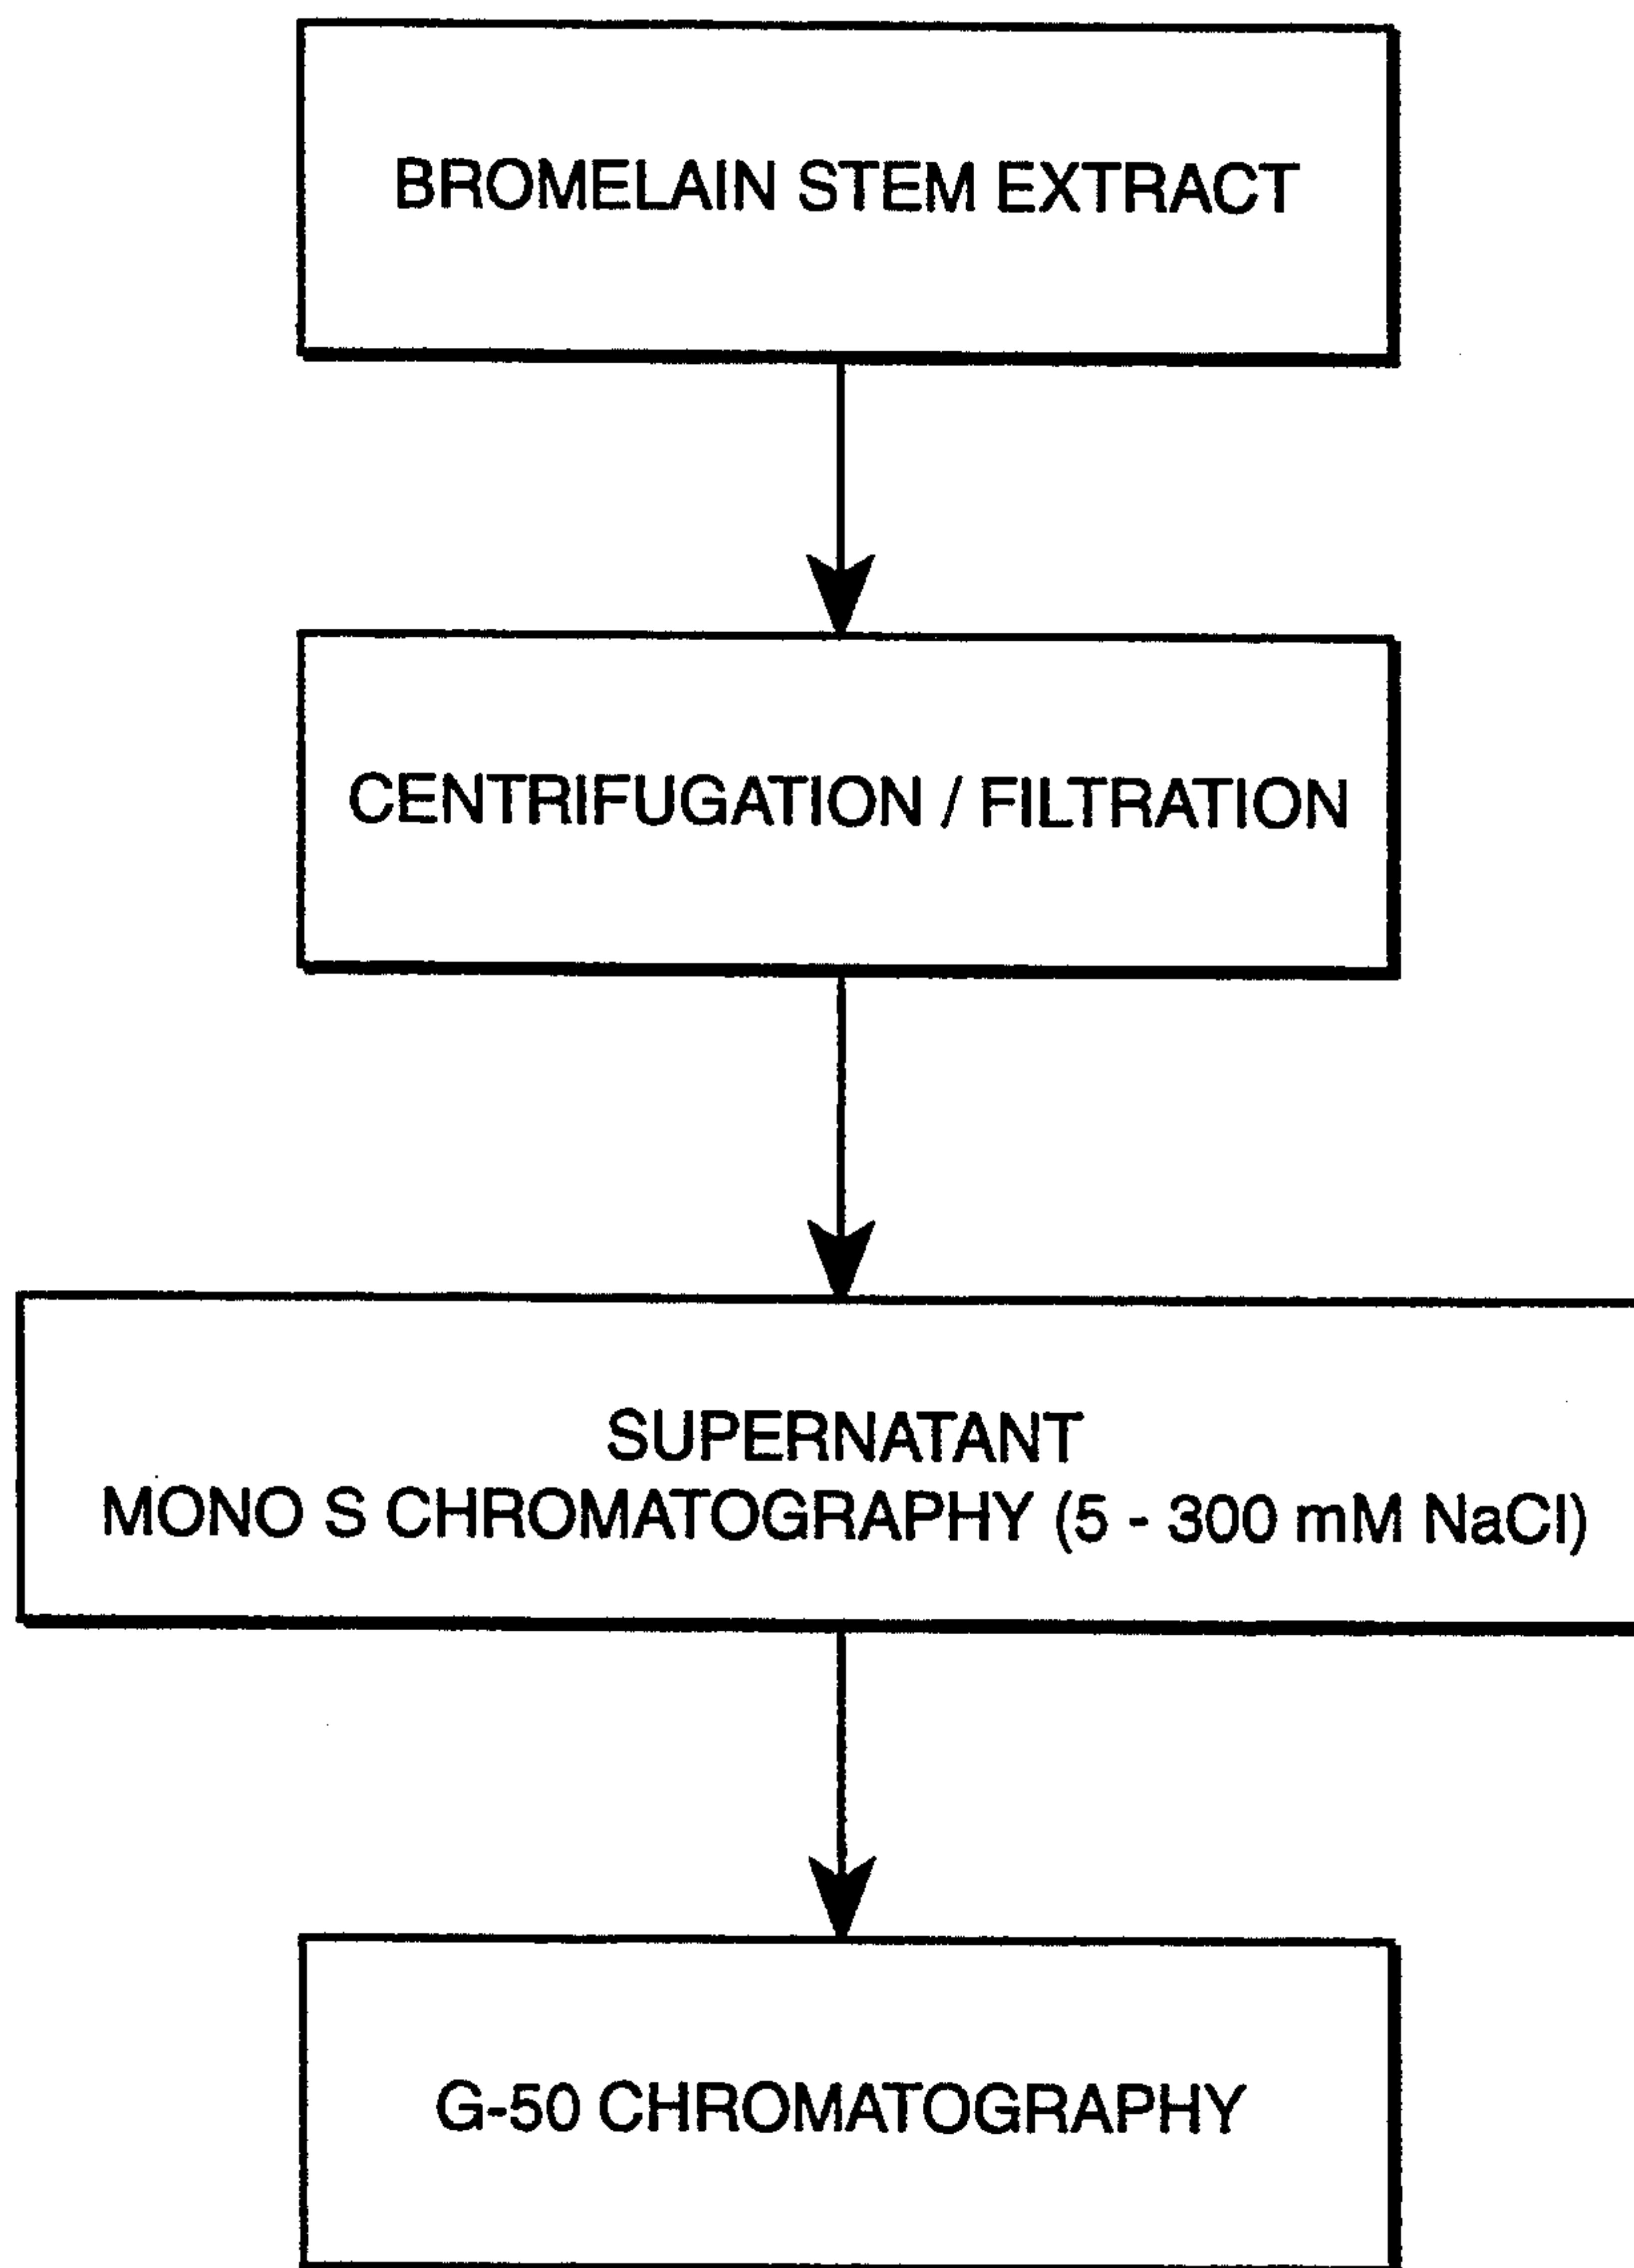 BROMELAIN STEM EXTRACT
CENTRIFUGATION / FILTRATION
SUPERNATANT
MONO S CHROMATOGRAPHY (5 - 300 mM NaCl)
G-50 CHROMATOGRAPHY